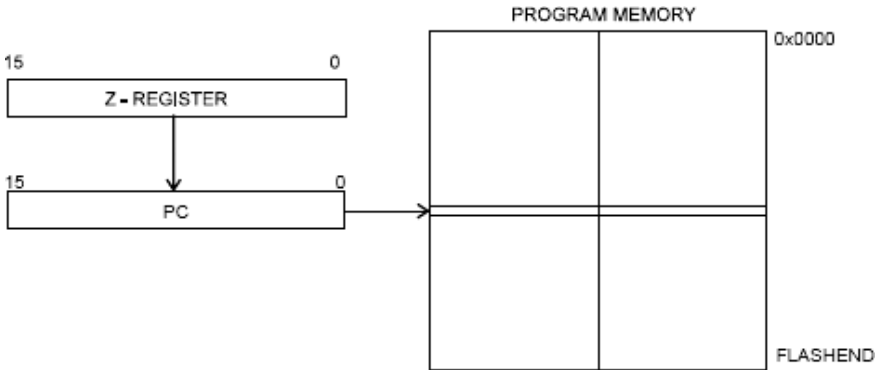 PROGRAM MEMORY
0x0000
15 0
Z - REGISTER
15 0
PC
FLASHEND